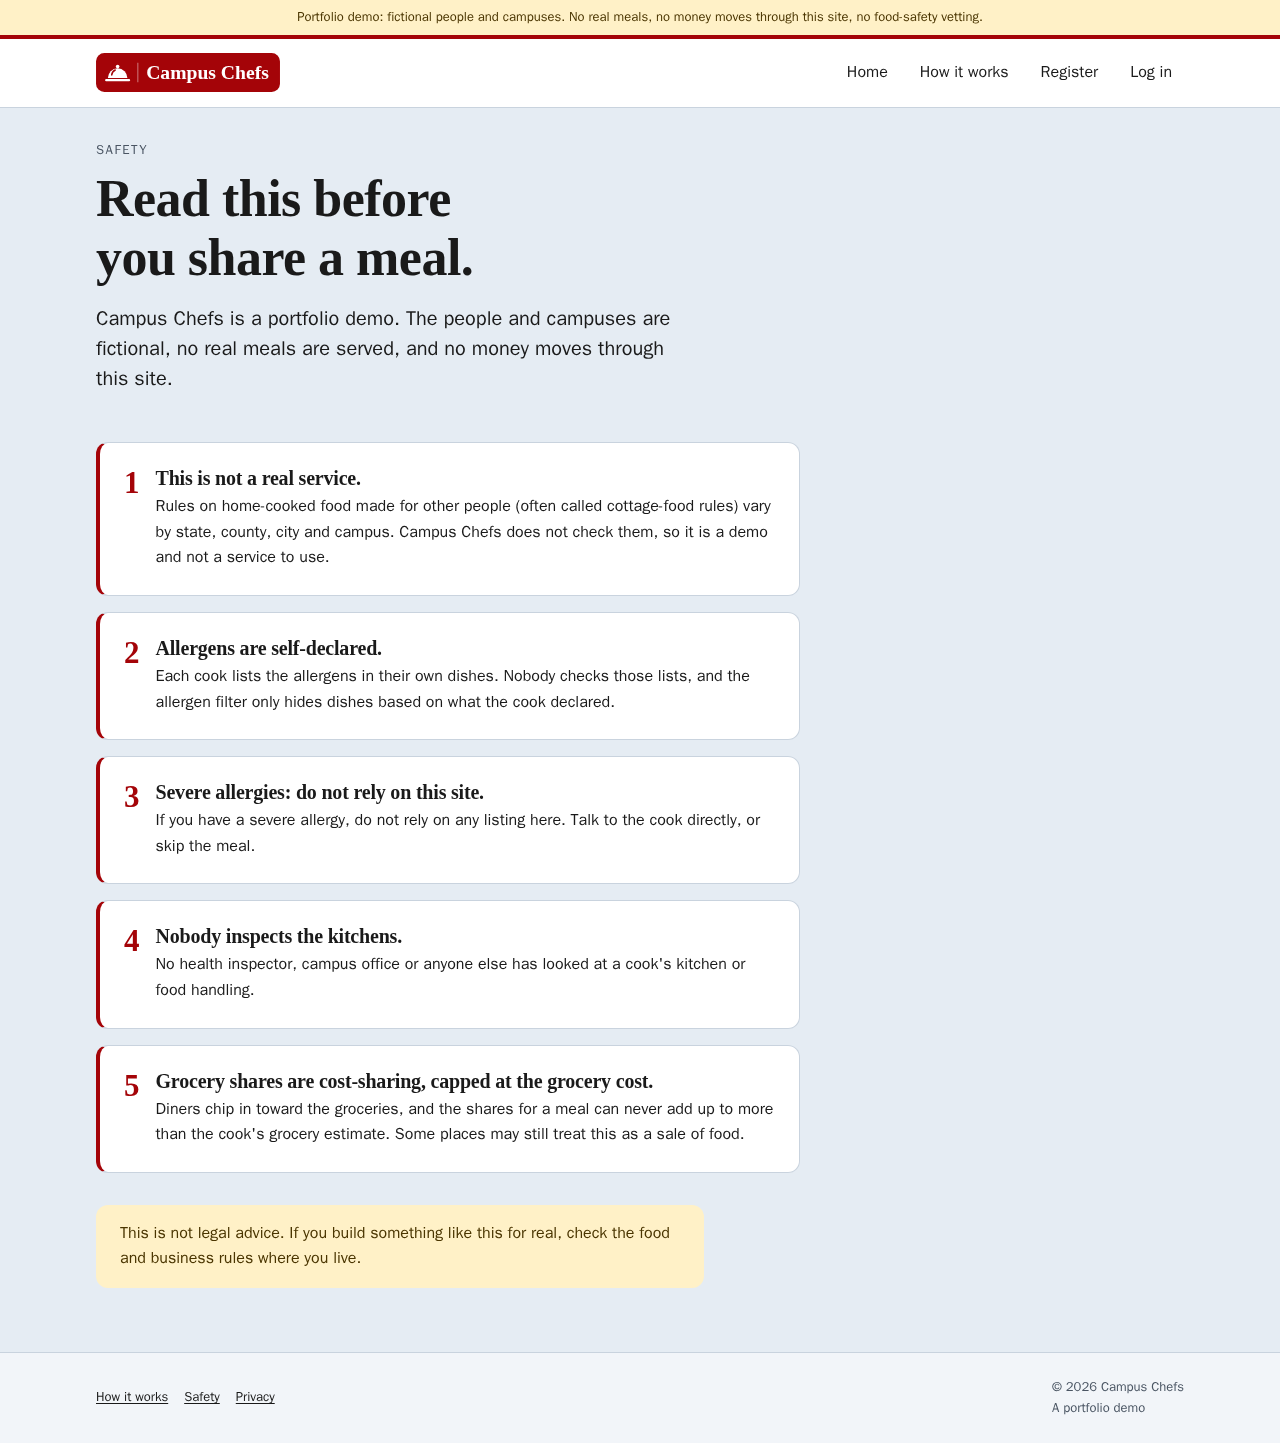 Portfolio demo: fictional people and campuses. No real meals, no money moves through this site, no food-safety vetting.
Campus Chefs
Home
How it works
Register
Log in
SAFETY
Read this before
you share a meal.
Campus Chefs is a portfolio demo. The people and campuses are
fictional, no real meals are served, and no money moves through
this site.
1
This is not a real service.
Rules on home-cooked food made for other people (often called cottage-food rules) vary
by state, county, city and campus. Campus Chefs does not check them, so it is a demo
and not a service to use.
2
Allergens are self-declared.
Each cook lists the allergens in their own dishes. Nobody checks those lists, and the
allergen filter only hides dishes based on what the cook declared.
3
Severe allergies: do not rely on this site.
If you have a severe allergy, do not rely on any listing here. Talk to the cook directly, or
skip the meal.
4
Nobody inspects the kitchens.
No health inspector, campus office or anyone else has looked at a cook's kitchen or
food handling.
5
Grocery shares are cost-sharing, capped at the grocery cost.
Diners chip in toward the groceries, and the shares for a meal can never add up to more
than the cook's grocery estimate. Some places may still treat this as a sale of food.
This is not legal advice. If you build something like this for real, check the food
and business rules where you live.
How it works
Safety
Privacy
© 2026 Campus Chefs
A portfolio demo